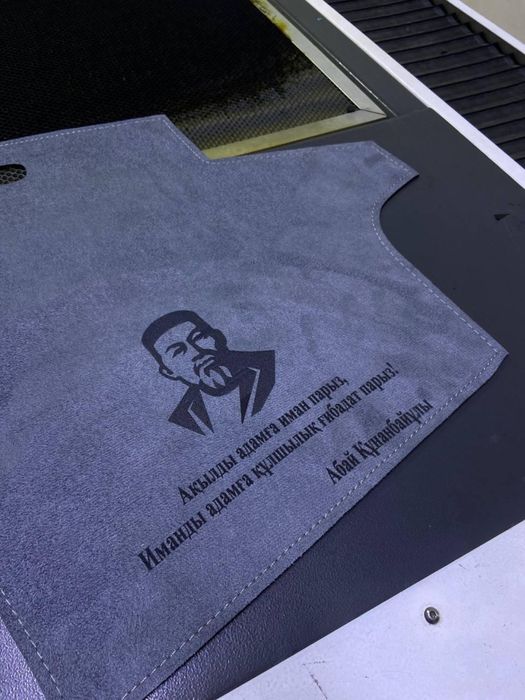 Ақылды адамға иман парыз,
Иманды адамға құлшылық ғибадат парыз!
Абай Құнанбайұлы